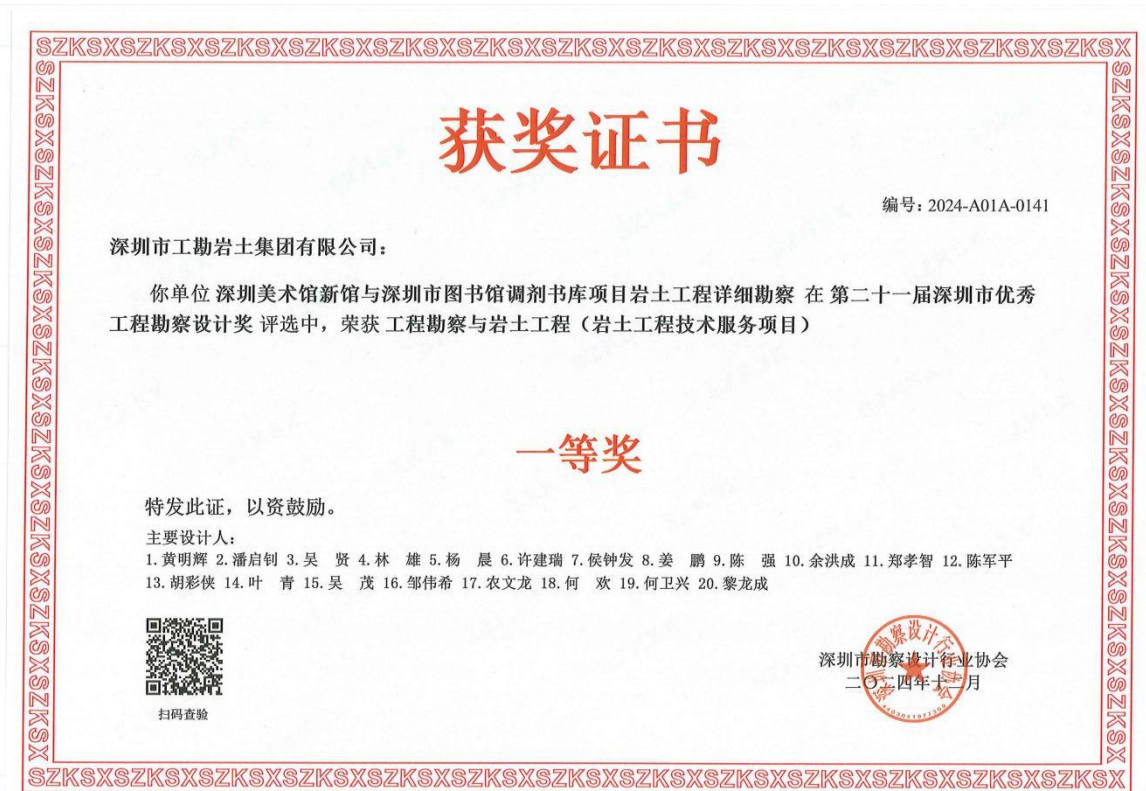 SZKSXSZKSXSZKSXSZKSXSZKSXSZKSXSZKSXSZKSXSZKSXSZKSX
获奖证书
编号：2024-A01A-0141
深圳市工勘岩土集团有限公司：
你单位 深圳美术馆新馆与深圳市图书馆调剂书库项目岩土工程详细勘察 在 第二十一届深圳市优秀
工程勘察设计奖 评选中，荣获 工程勘察与岩土工程（岩土工程技术服务项目）
一等奖
特发此证，以资鼓励。
主要设计人：
1.黄明辉 2.潘启钊 3.吴　贤 4.林　雄 5.杨　晨 6.许建瑞 7.侯钟发 8.姜　鹏 9.陈　强 10.余洪成 11.郑孝智 12.陈军平
13.胡彩侠 14.叶　青 15.吴　茂 16.邹伟希 17.农文龙 18.何　欢 19.何卫兴 20.黎龙成
扫码查验
深圳市勘察设计行业协会
二〇二四年十二月
SZKSXSZKSXSZKSXSZKSXSZKSXSZKSXSZKSXSZKSXSZKSXSZKSX